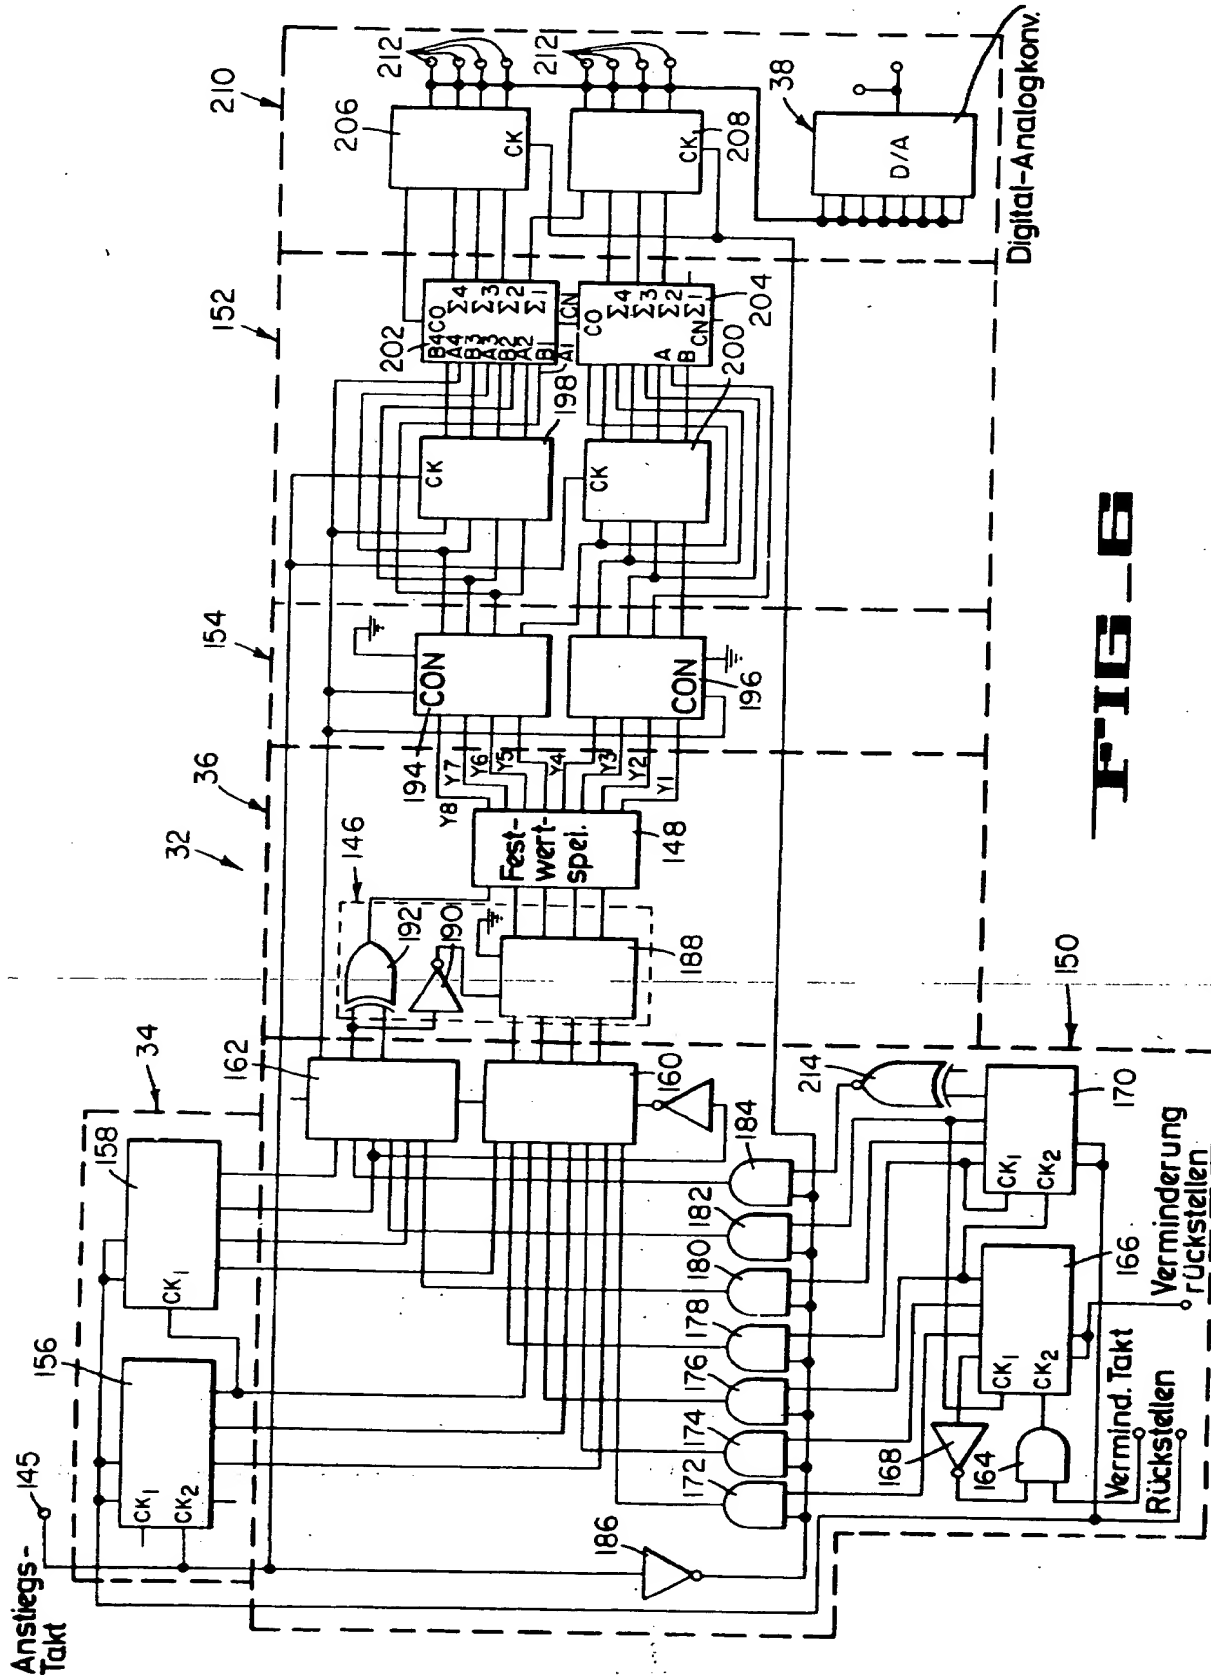 Anstiegs-
Takt
145
156
158
34
CK1
CK2
CK1
32
36
154
152
210
162
160
146
192
190
188
Fest-
wert-
spei.
148
Y8
Y7
Y6
Y5
Y4
Y3
Y2
Y1
194
CON
CON
196
CK
198
CK
200
202
B4
A4
B3
A3
B2
A2
B1
A1
CO
Σ4
Σ3
Σ2
Σ1
CN
CO
Σ4
Σ3
Σ2
Σ1
A
B
CN
204
206
CK
212
CK
208
212
38
D/A
Digital-Analogkonv.
186
172
174
176
178
180
182
184
214
150
168
164
CK1
CK2
166
CK1
CK2
170
Vermind. Takt
Rückstellen
Verminderung
rückstellen
FIG_6